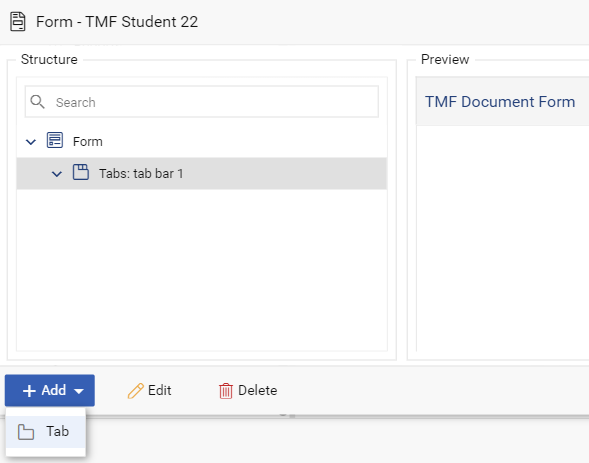 Form - TMF Student 22
Structure
Preview
Search
TMF Document Form
Form
Tabs: tab bar 1
Add
Edit
Delete
Tab